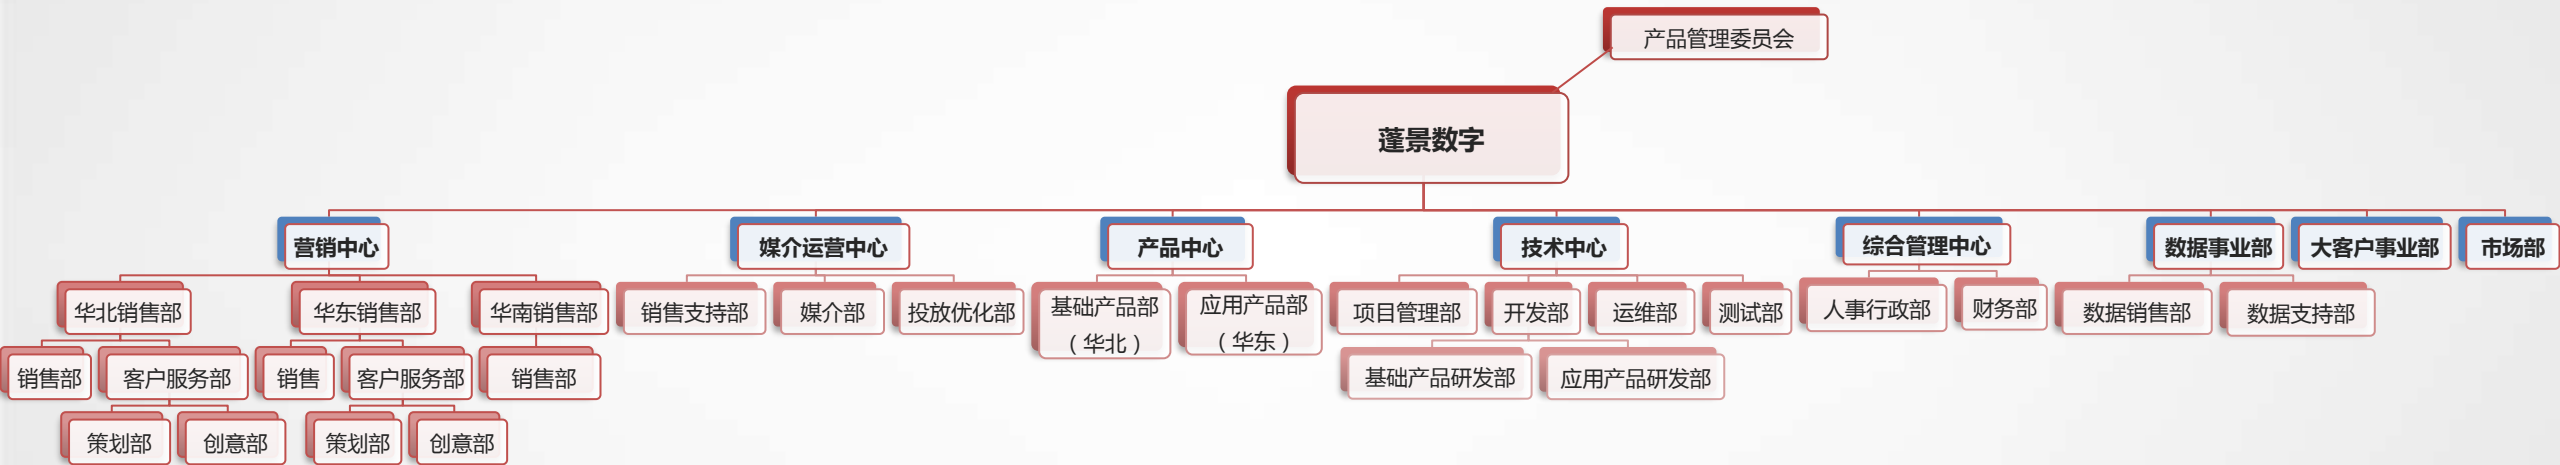 产品管理委员会
蓬景数字
营销中心
媒介运营中心
产品中心
技术中心
综合管理中心
数据事业部
大客户事业部
市场部
华北销售部
华东销售部
华南销售部
销售支持部
媒介部
投放优化部
基础产品部
（华北）
应用产品部
（华东）
项目管理部
开发部
运维部
测试部
人事行政部
财务部
数据销售部
数据支持部
销售部
客户服务部
销售
客户服务部
销售部
基础产品研发部
应用产品研发部
策划部
创意部
策划部
创意部